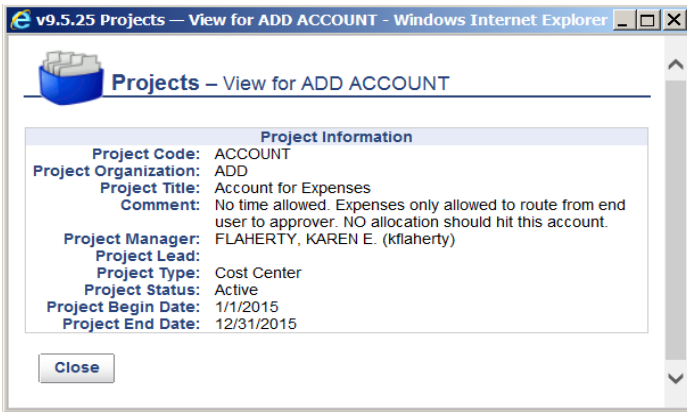 v9.5.25 Projects — View for ADD ACCOUNT - Windows Internet Explorer
Projects – View for ADD ACCOUNT
Project Information
Project Code: ACCOUNT
Project Organization: ADD
Project Title: Account for Expenses
Comment: No time allowed. Expenses only allowed to route from end
user to approver. NO allocation should hit this account.
Project Manager: FLAHERTY, KAREN E. (kflaherty)
Project Lead:
Project Type: Cost Center
Project Status: Active
Project Begin Date: 1/1/2015
Project End Date: 12/31/2015
Close